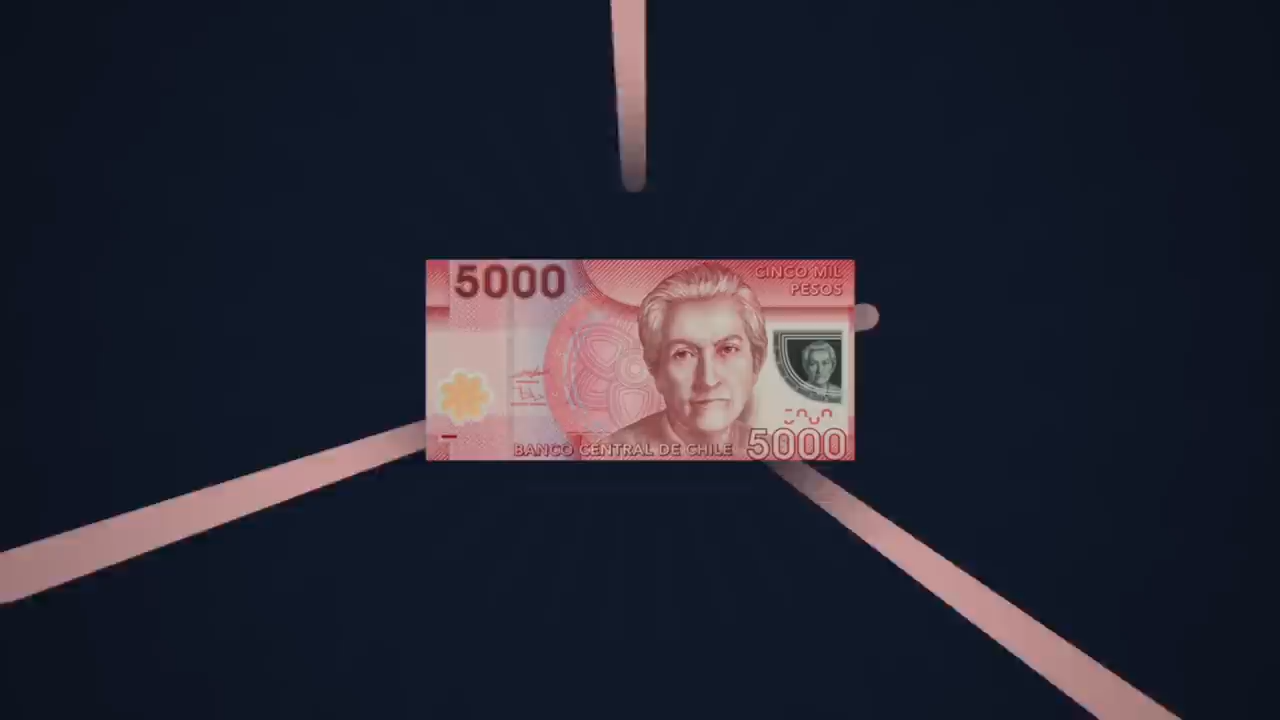 5000
CINCO MIL
PESOS
BANCO CENTRAL DE CHILE
5000